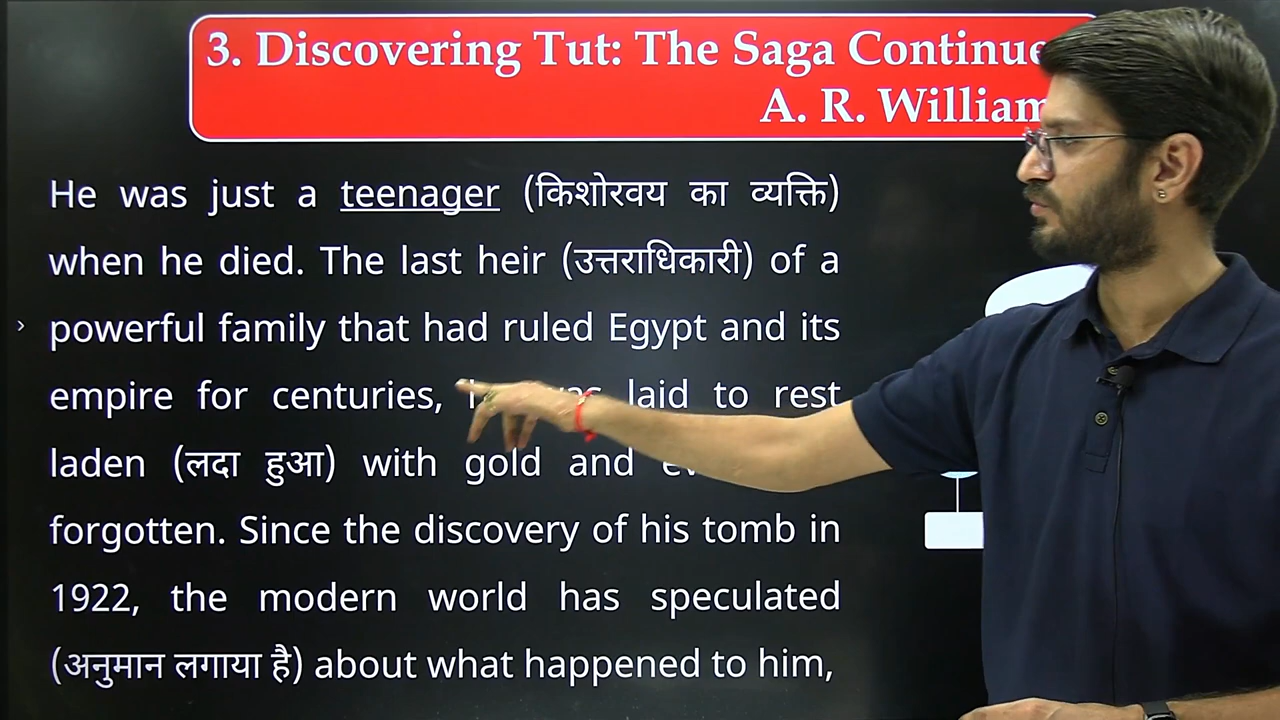 3. Discovering Tut: The Saga Continue
A. R. William
He was just a teenager (किशोरवय का व्यक्ति)
when he died. The last heir (उत्तराधिकारी) of a
powerful family that had ruled Egypt and its
empire for centuries, laid to rest
laden (लदा हुआ) with gold and
forgotten. Since the discovery of his tomb in
1922, the modern world has speculated
(अनुमान लगाया है) about what happened to him,